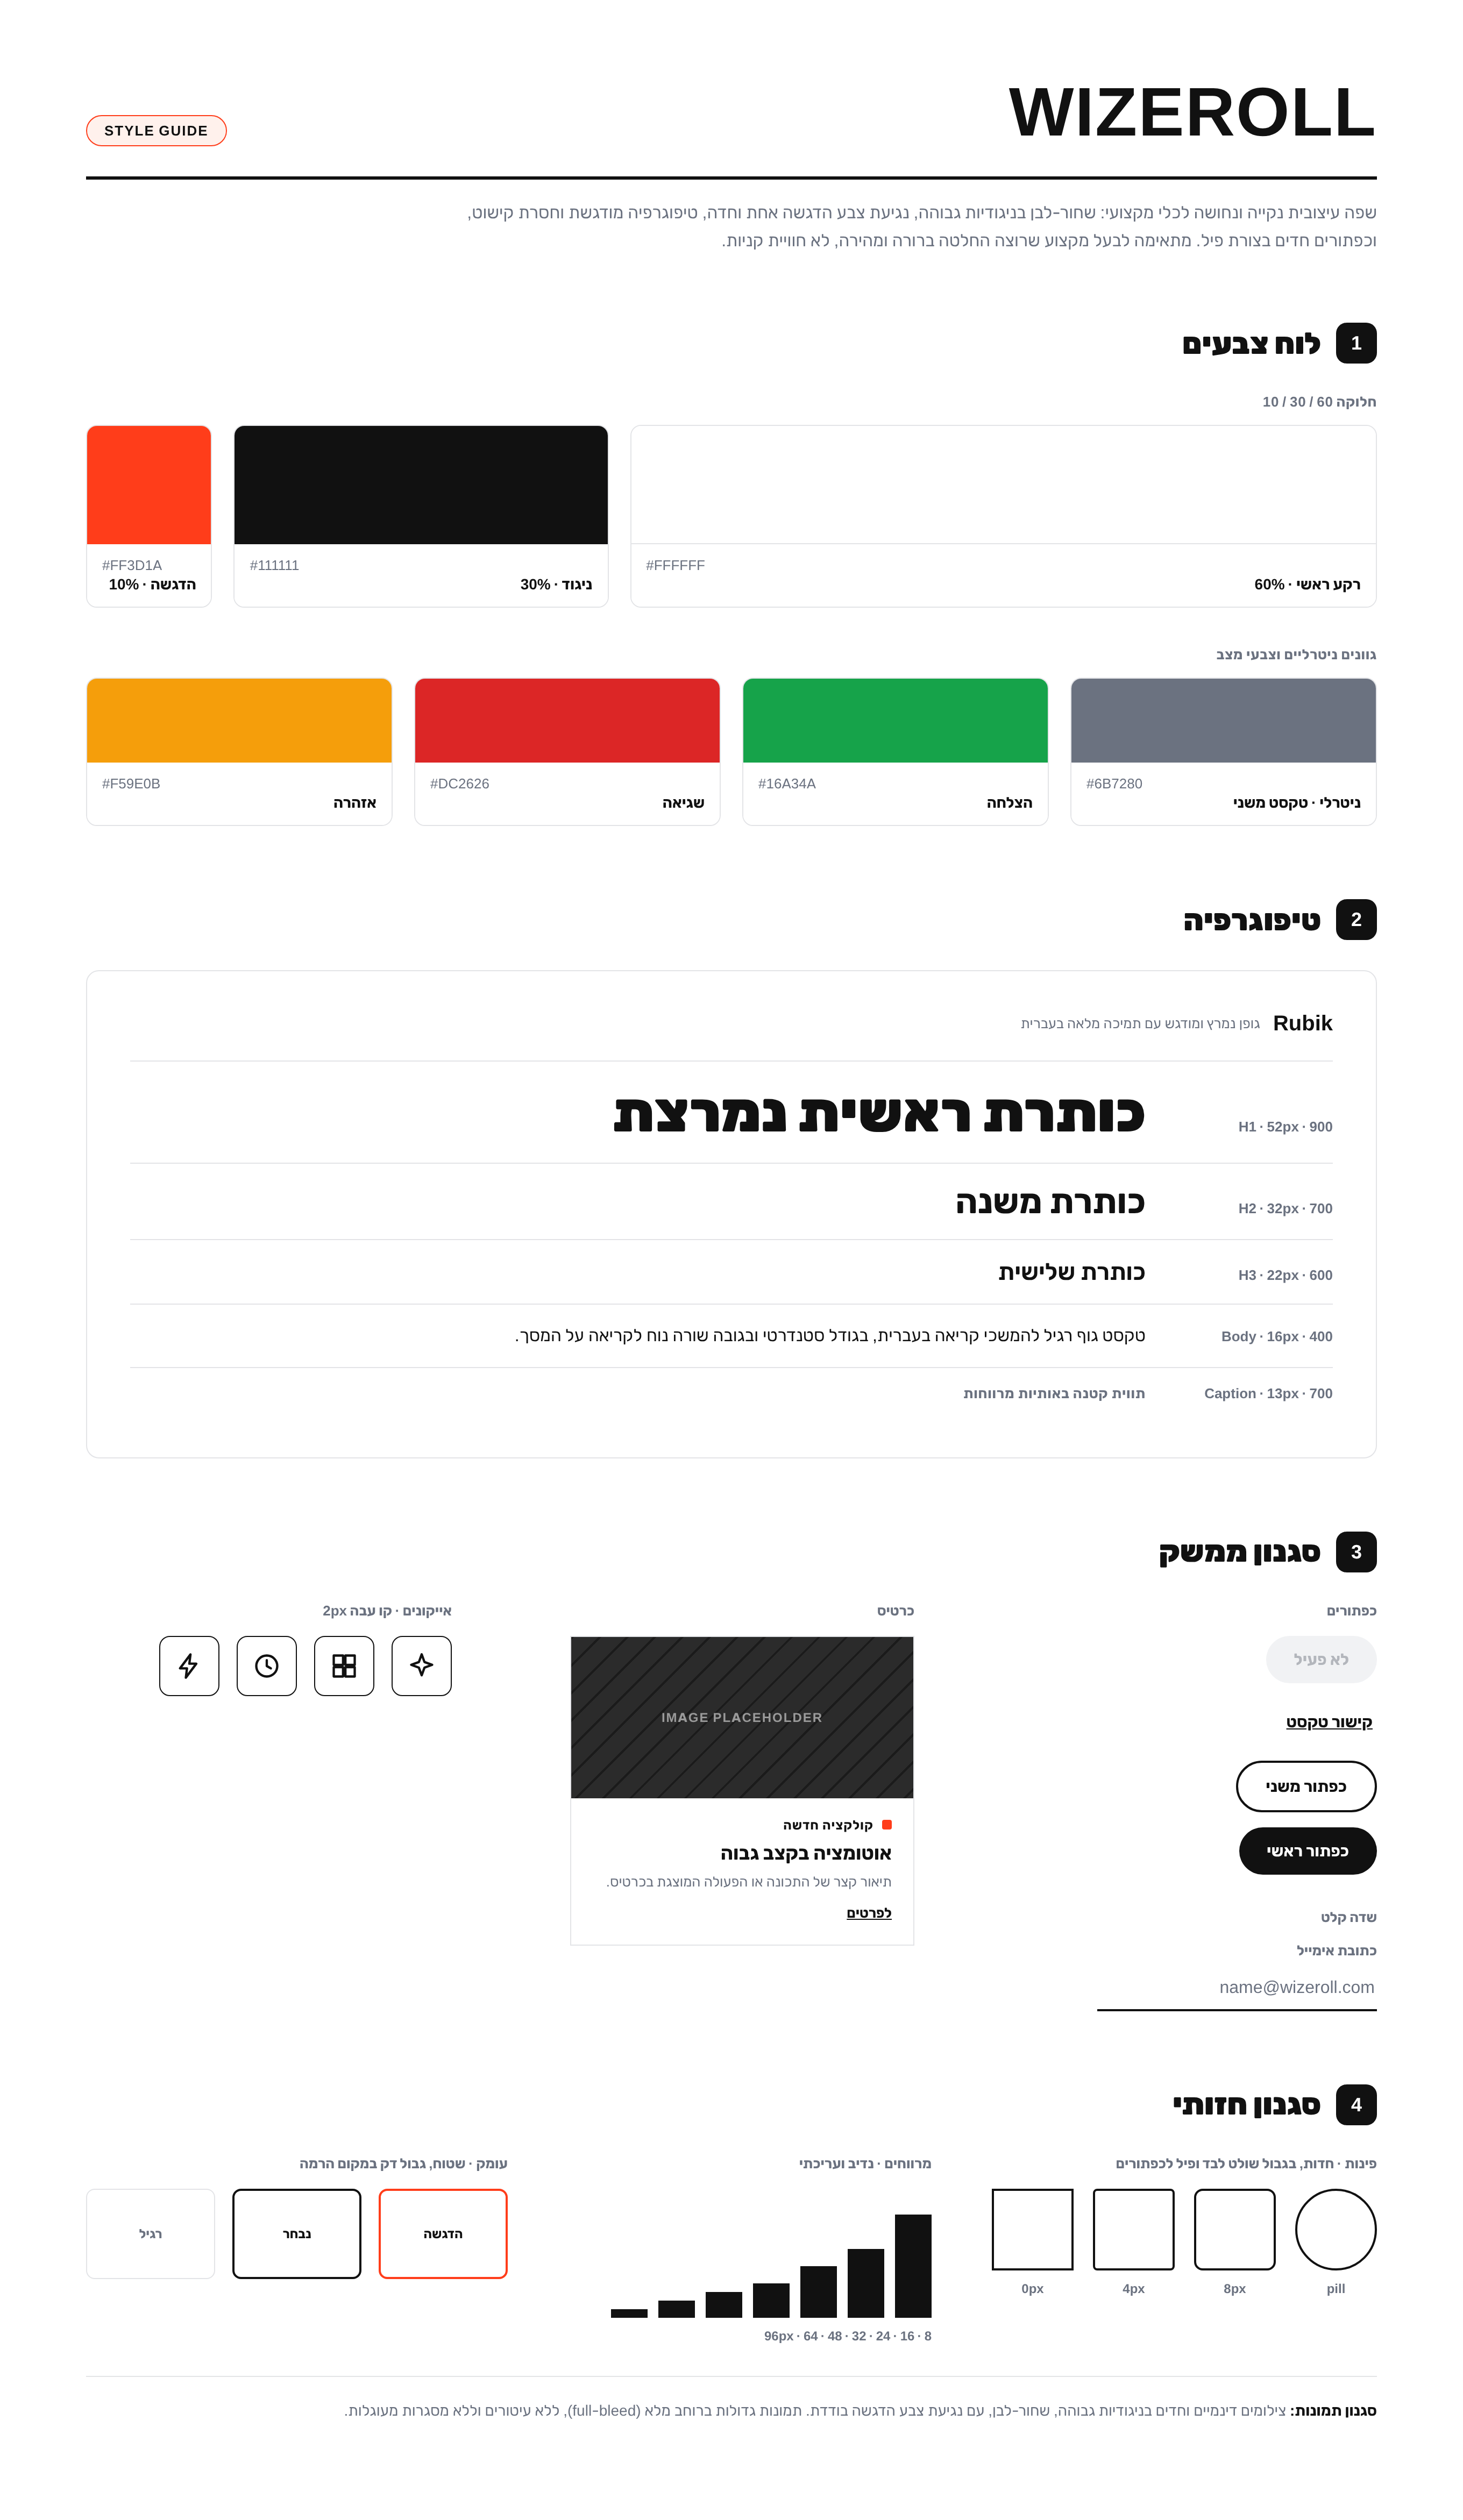 WIZEROLL
STYLE GUIDE
שפה עיצובית נקייה ונחושה לכלי מקצועי: שחור-לבן בניגודיות גבוהה, נגיעת צבע הדגשה אחת וחדה, טיפוגרפיה מודגשת וחסרת קישוט,
וכפתורים חדים בצורת פיל. מתאימה לבעל מקצוע שרוצה החלטה ברורה ומהירה, לא חוויית קניות.
1
לוח צבעים
חלוקה 60 / 30 / 10
#FFFFFF
רקע ראשי · 60%
#111111
ניגוד · 30%
#FF3D1A
הדגשה · 10%
גוונים ניטרליים וצבעי מצב
#6B7280
ניטרלי · טקסט משני
#16A34A
הצלחה
#DC2626
שגיאה
#F59E0B
אזהרה
2
טיפוגרפיה
Rubik גופן נמרץ ומודגש עם תמיכה מלאה בעברית
H1 · 52px · 900
כותרת ראשית נמרצת
H2 · 32px · 700
כותרת משנה
H3 · 22px · 600
כותרת שלישית
Body · 16px · 400
טקסט גוף רגיל להמשכי קריאה בעברית, בגודל סטנדרטי ובגובה שורה נוח לקריאה על המסך.
Caption · 13px · 700
תווית קטנה באותיות מרווחות
3
סגנון ממשק
כפתורים
לא פעיל
קישור טקסט
כפתור משני
כפתור ראשי
שדה קלט
כתובת אימייל
name@wizeroll.com
כרטיס
IMAGE PLACEHOLDER
קולקציה חדשה
אוטומציה בקצב גבוה
תיאור קצר של התכונה או הפעולה המוצגת בכרטיס.
לפרטים
אייקונים · קו עבה 2px
4
סגנון חזותי
פינות · חדות, בגבול שולט לבד ופיל לכפתורים
pill
8px
4px
0px
מרווחים · נדיב ועריכתי
8 · 16 · 24 · 32 · 48 · 64 · 96px
עומק · שטוח, גבול דק במקום הרמה
הדגשה
נבחר
רגיל
סגנון תמונות: צילומים דינמיים וחדים בניגודיות גבוהה, שחור-לבן, עם נגיעת צבע הדגשה בודדת. תמונות גדולות ברוחב מלא (full-bleed), ללא עיטורים וללא מסגרות מעוגלות.